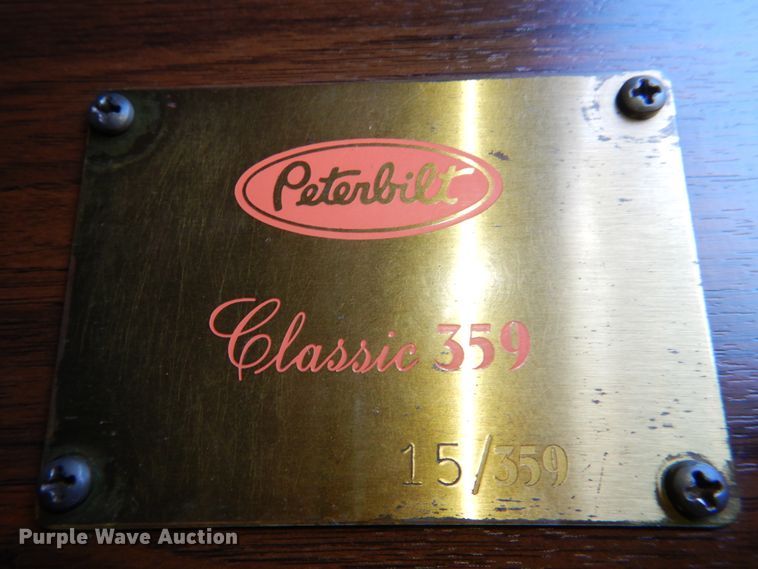 Peterbilt
Classic 359
15/359
Purple Wave Auction